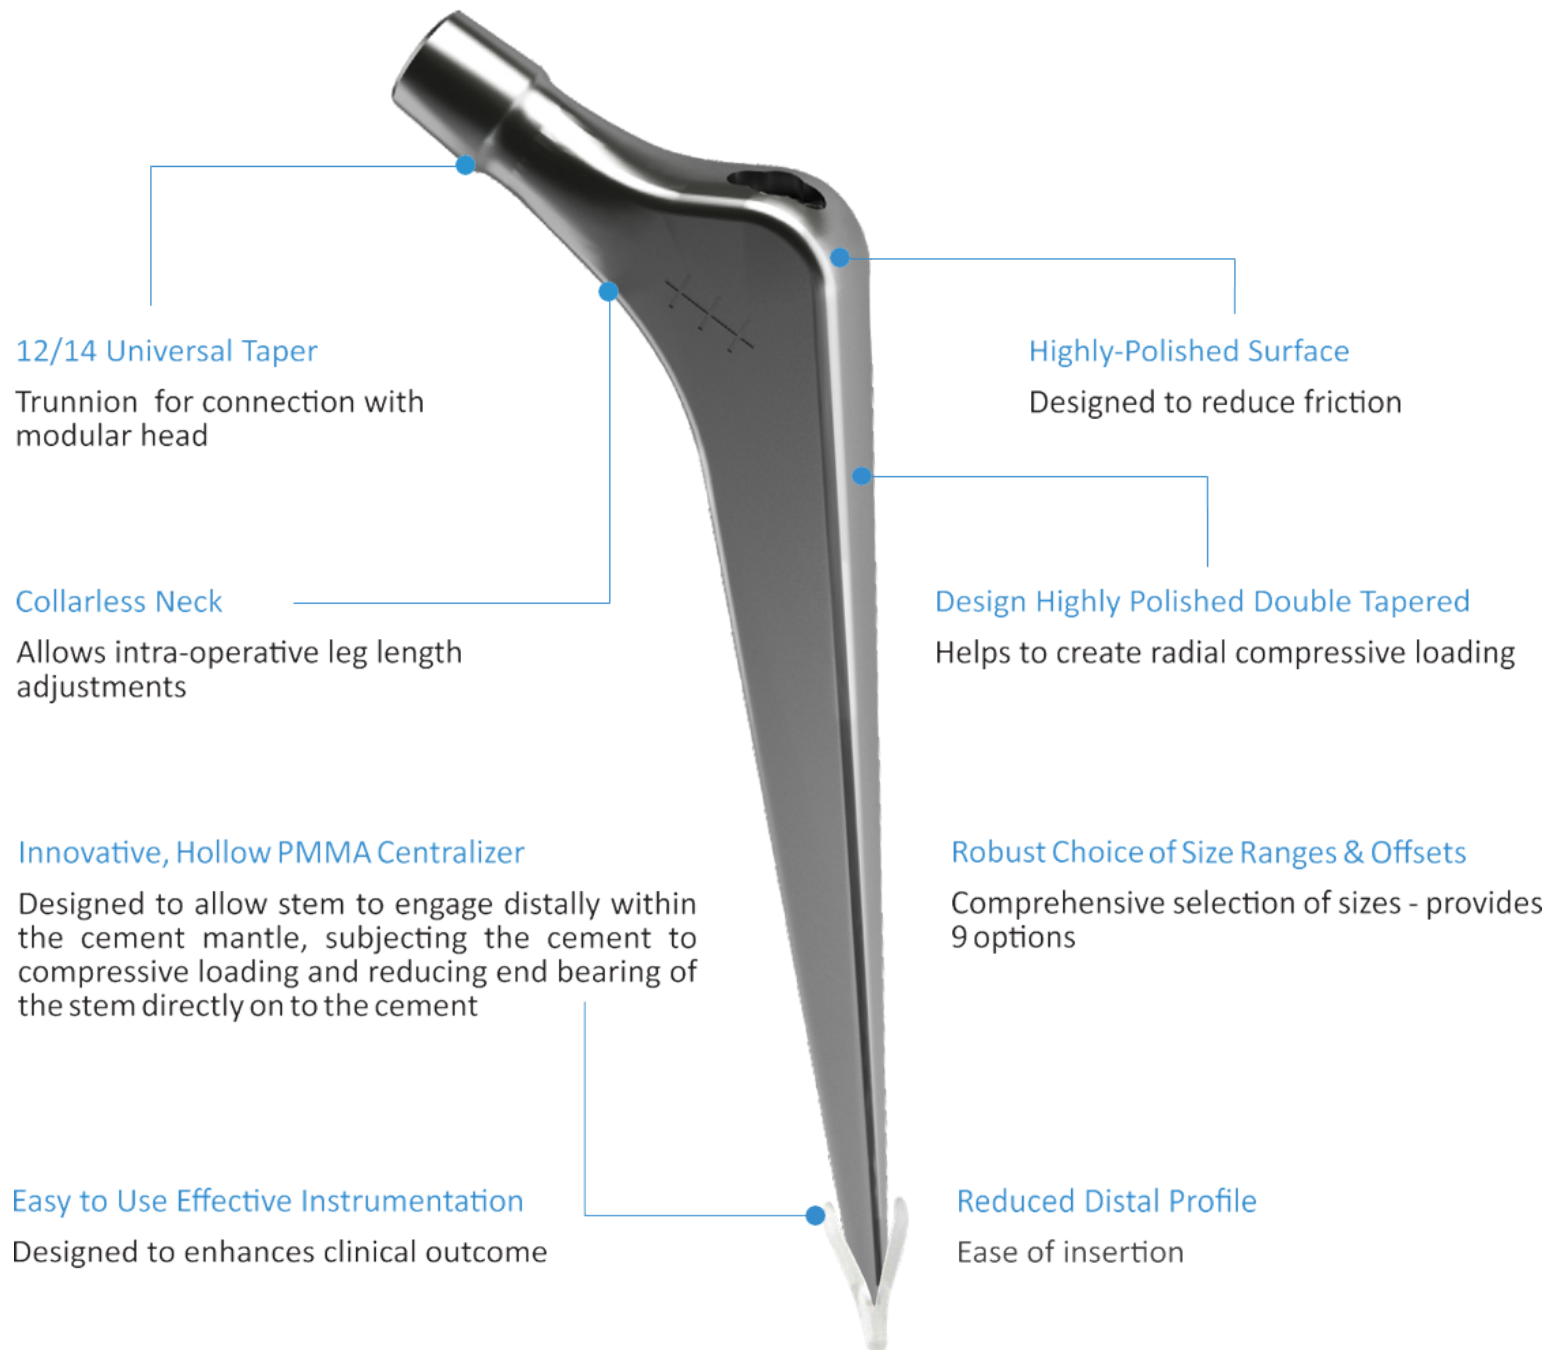 12/14 Universal Taper
Trunnion for connection with
modular head
Highly-Polished Surface
Designed to reduce friction
Collarless Neck
Allows intra-operative leg length
adjustments
Design Highly Polished Double Tapered
Helps to create radial compressive loading
Innovative, Hollow PMMA Centralizer
Designed to allow stem to engage distally within
the cement mantle, subjecting the cement to
compressive loading and reducing end bearing of
the stem directly on to the cement
Robust Choice of Size Ranges & Offsets
Comprehensive selection of sizes - provides
9 options
Easy to Use Effective Instrumentation
Designed to enhances clinical outcome
Reduced Distal Profile
Ease of insertion